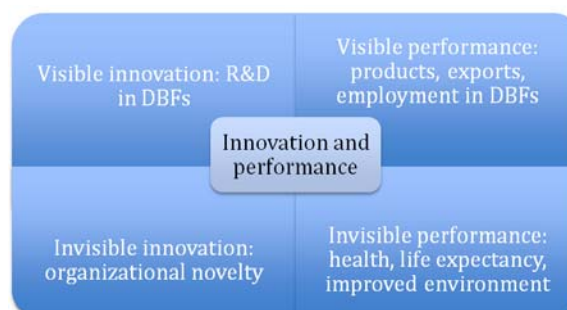 Visible innovation: R&D
in DBFs
Visible performance:
products, exports,
employment in DBFs
Innovation and
performance
Invisible innovation:
organizational novelty
Invisible performance:
health, life expectancy,
improved environment